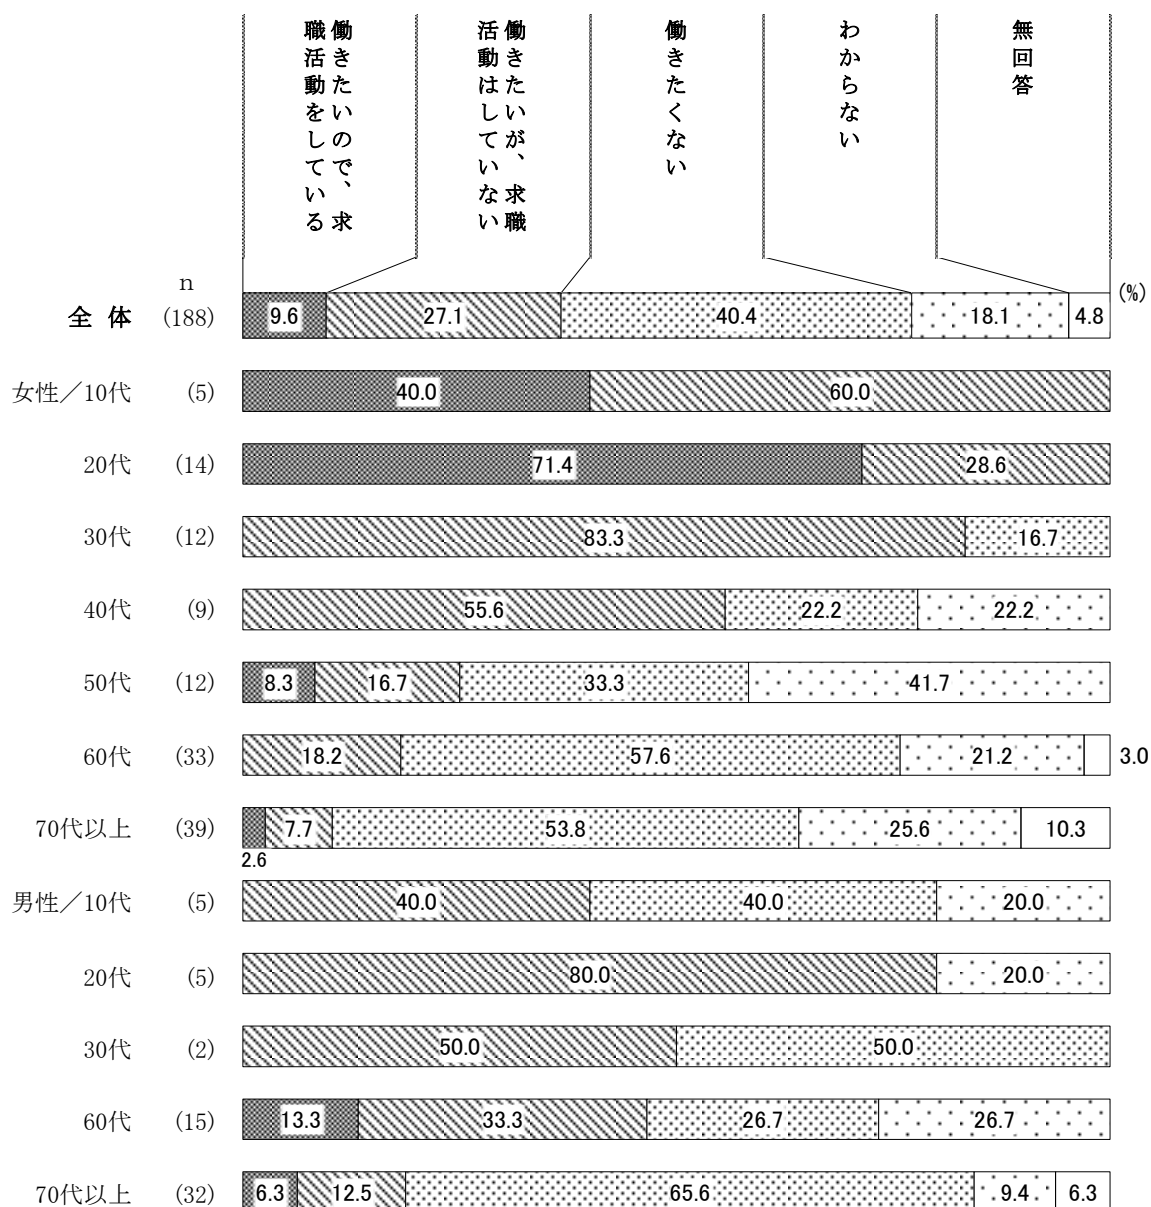 働きたいので、求
職活動をしている
働きたいが、求職
活動はしていない
働きたくない
わからない
無回答
n
(%)
全 体 (188) 9.6 27.1 40.4 18.1 4.8
女性／10代 (5) 40.0 60.0
20代 (14) 71.4 28.6
30代 (12) 83.3 16.7
40代 (9) 55.6 22.2 22.2
50代 (12) 8.3 16.7 33.3 41.7
60代 (33) 18.2 57.6 21.2 3.0
70代以上 (39) 7.7 53.8 25.6 10.3
2.6
男性／10代 (5) 40.0 40.0 20.0
20代 (5) 80.0 20.0
30代 (2) 50.0 50.0
60代 (15) 13.3 33.3 26.7 26.7
70代以上 (32) 6.3 12.5 65.6 9.4 6.3